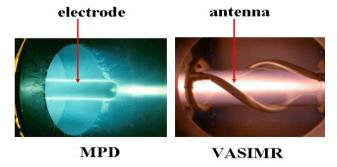 electrode
antenna
MPD
VASIMR